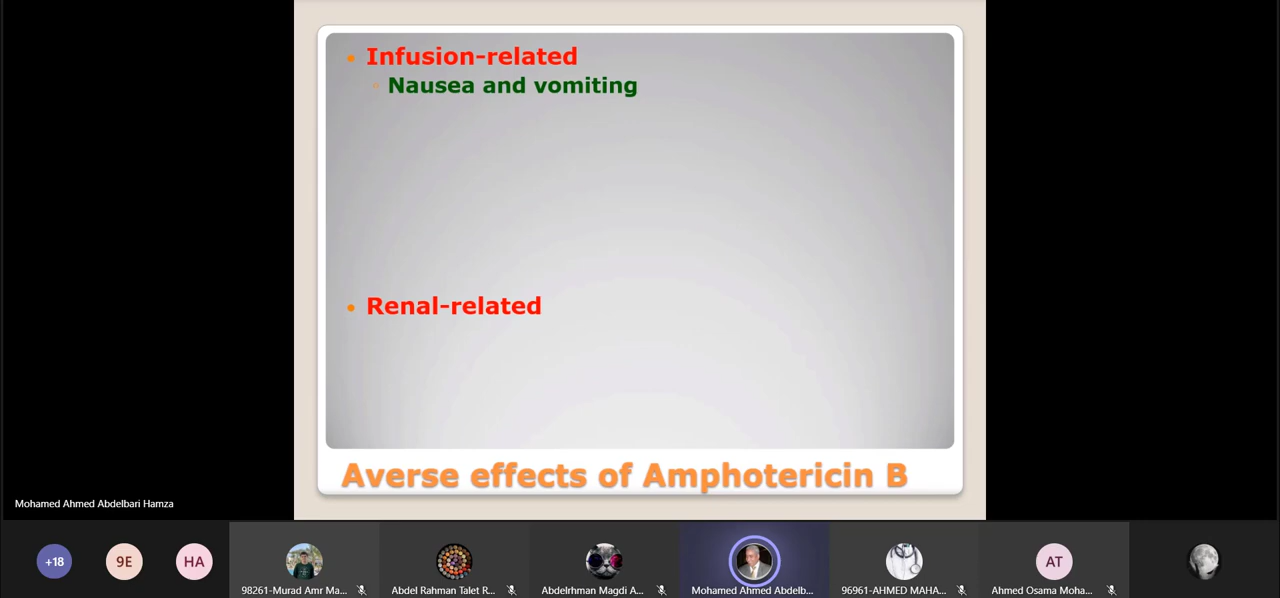 Infusion-related
Nausea and vomiting
Renal-related
Averse effects of Amphotericin B
Mohamed Ahmed Abdelbari Hamza
+18
9E
HA
98261-Murad Amr Ma...
Abdel Rahman Talet R...
Abdelrhman Magdi A...
Mohamed Ahmed Abdelb...
96961-AHMED MAHA...
AT
Ahmed Osama Moha...